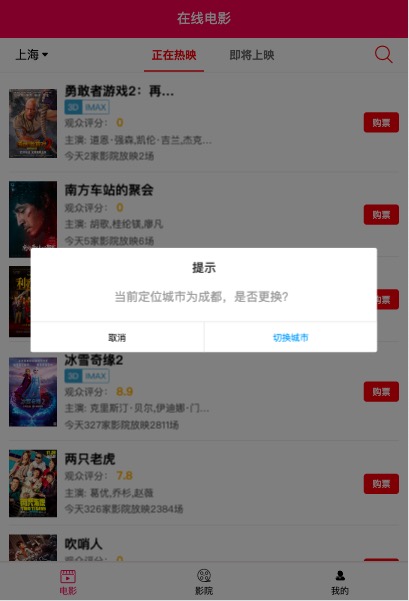 在线电影
上海
正在热映
即将上映
勇敢者游戏2：再...
3D IMAX
观众评分： 0
主演: 道恩·强森,凯伦·吉兰,杰克...
今天2家影院放映2场
购票
南方车站的聚会
观众评分： 0
主演: 胡歌,桂纶镁,廖凡
今天5家影院放映6场
购票
提示
当前定位城市为成都，是否更换?
取消
切换城市
购票
冰雪奇缘2
3D IMAX
观众评分： 8.9
主演: 克里斯汀·贝尔,伊迪娜·门...
今天327家影院放映2811场
购票
两只老虎
观众评分： 7.8
主演: 葛优,乔杉,赵薇
今天326家影院放映2384场
购票
吹哨人
电影
影院
我的